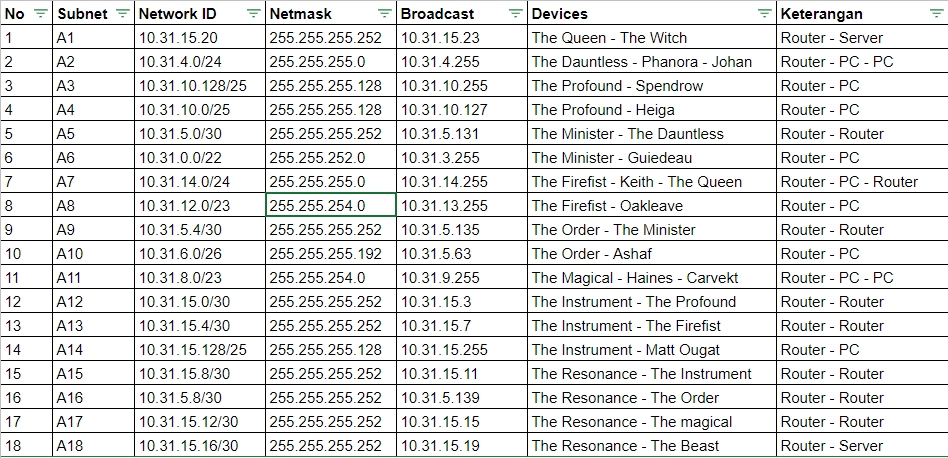 No Subnet Network ID Netmask Broadcast Devices Keterangan
1 A1 10.31.15.20 255.255.255.252 10.31.15.23 The Queen - The Witch Router - Server
2 A2 10.31.4.0/24 255.255.255.0 10.31.4.255 The Dauntless - Phanora - Johan Router - PC - PC
3 A3 10.31.10.128/25 255.255.255.128 10.31.10.255 The Profound - Spendrow Router - PC
4 A4 10.31.10.0/25 255.255.255.128 10.31.10.127 The Profound - Heiga Router - PC
5 A5 10.31.5.0/30 255.255.255.252 10.31.5.131 The Minister - The Dauntless Router - Router
6 A6 10.31.0.0/22 255.255.252.0 10.31.3.255 The Minister - Guiedeau Router - PC
7 A7 10.31.14.0/24 255.255.255.0 10.31.14.255 The Firefist - Keith - The Queen Router - PC - Router
8 A8 10.31.12.0/23 255.255.254.0 10.31.13.255 The Firefist - Oakleave Router - PC
9 A9 10.31.5.4/30 255.255.255.252 10.31.5.135 The Order - The Minister Router - Router
10 A10 10.31.6.0/26 255.255.255.192 10.31.5.63 The Order - Ashaf Router - PC
11 A11 10.31.8.0/23 255.255.254.0 10.31.9.255 The Magical - Haines - Carvekt Router - PC - PC
12 A12 10.31.15.0/30 255.255.255.252 10.31.15.3 The Instrument - The Profound Router - Router
13 A13 10.31.15.4/30 255.255.255.252 10.31.15.7 The Instrument - The Firefist Router - Router
14 A14 10.31.15.128/25 255.255.255.128 10.31.15.255 The Instrument - Matt Ougat Router - PC
15 A15 10.31.15.8/30 255.255.255.252 10.31.15.11 The Resonance - The Instrument Router - Router
16 A16 10.31.5.8/30 255.255.255.252 10.31.5.139 The Resonance - The Order Router - Router
17 A17 10.31.15.12/30 255.255.255.252 10.31.15.15 The Resonance - The magical Router - Router
18 A18 10.31.15.16/30 255.255.255.252 10.31.15.19 The Resonance - The Beast Router - Server